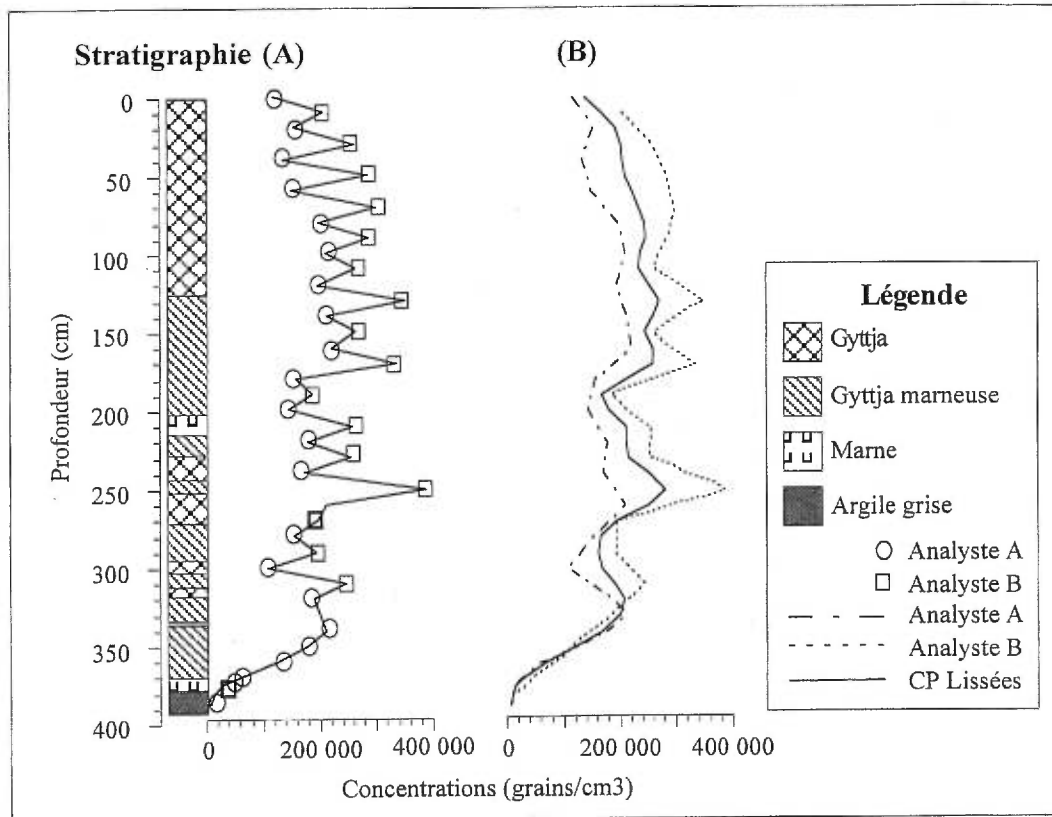 Stratigraphie (A)
(B)
Profondeur (cm)
0
50
100
150
200
250
300
350
400
0
200 000
400 000
0
200 000
400 000
Concentrations (grains/cm3)
Légende
Gyttja
Gyttja marneuse
Marne
Argile grise
Analyste A
Analyste B
Analyste A
Analyste B
CP Lissées